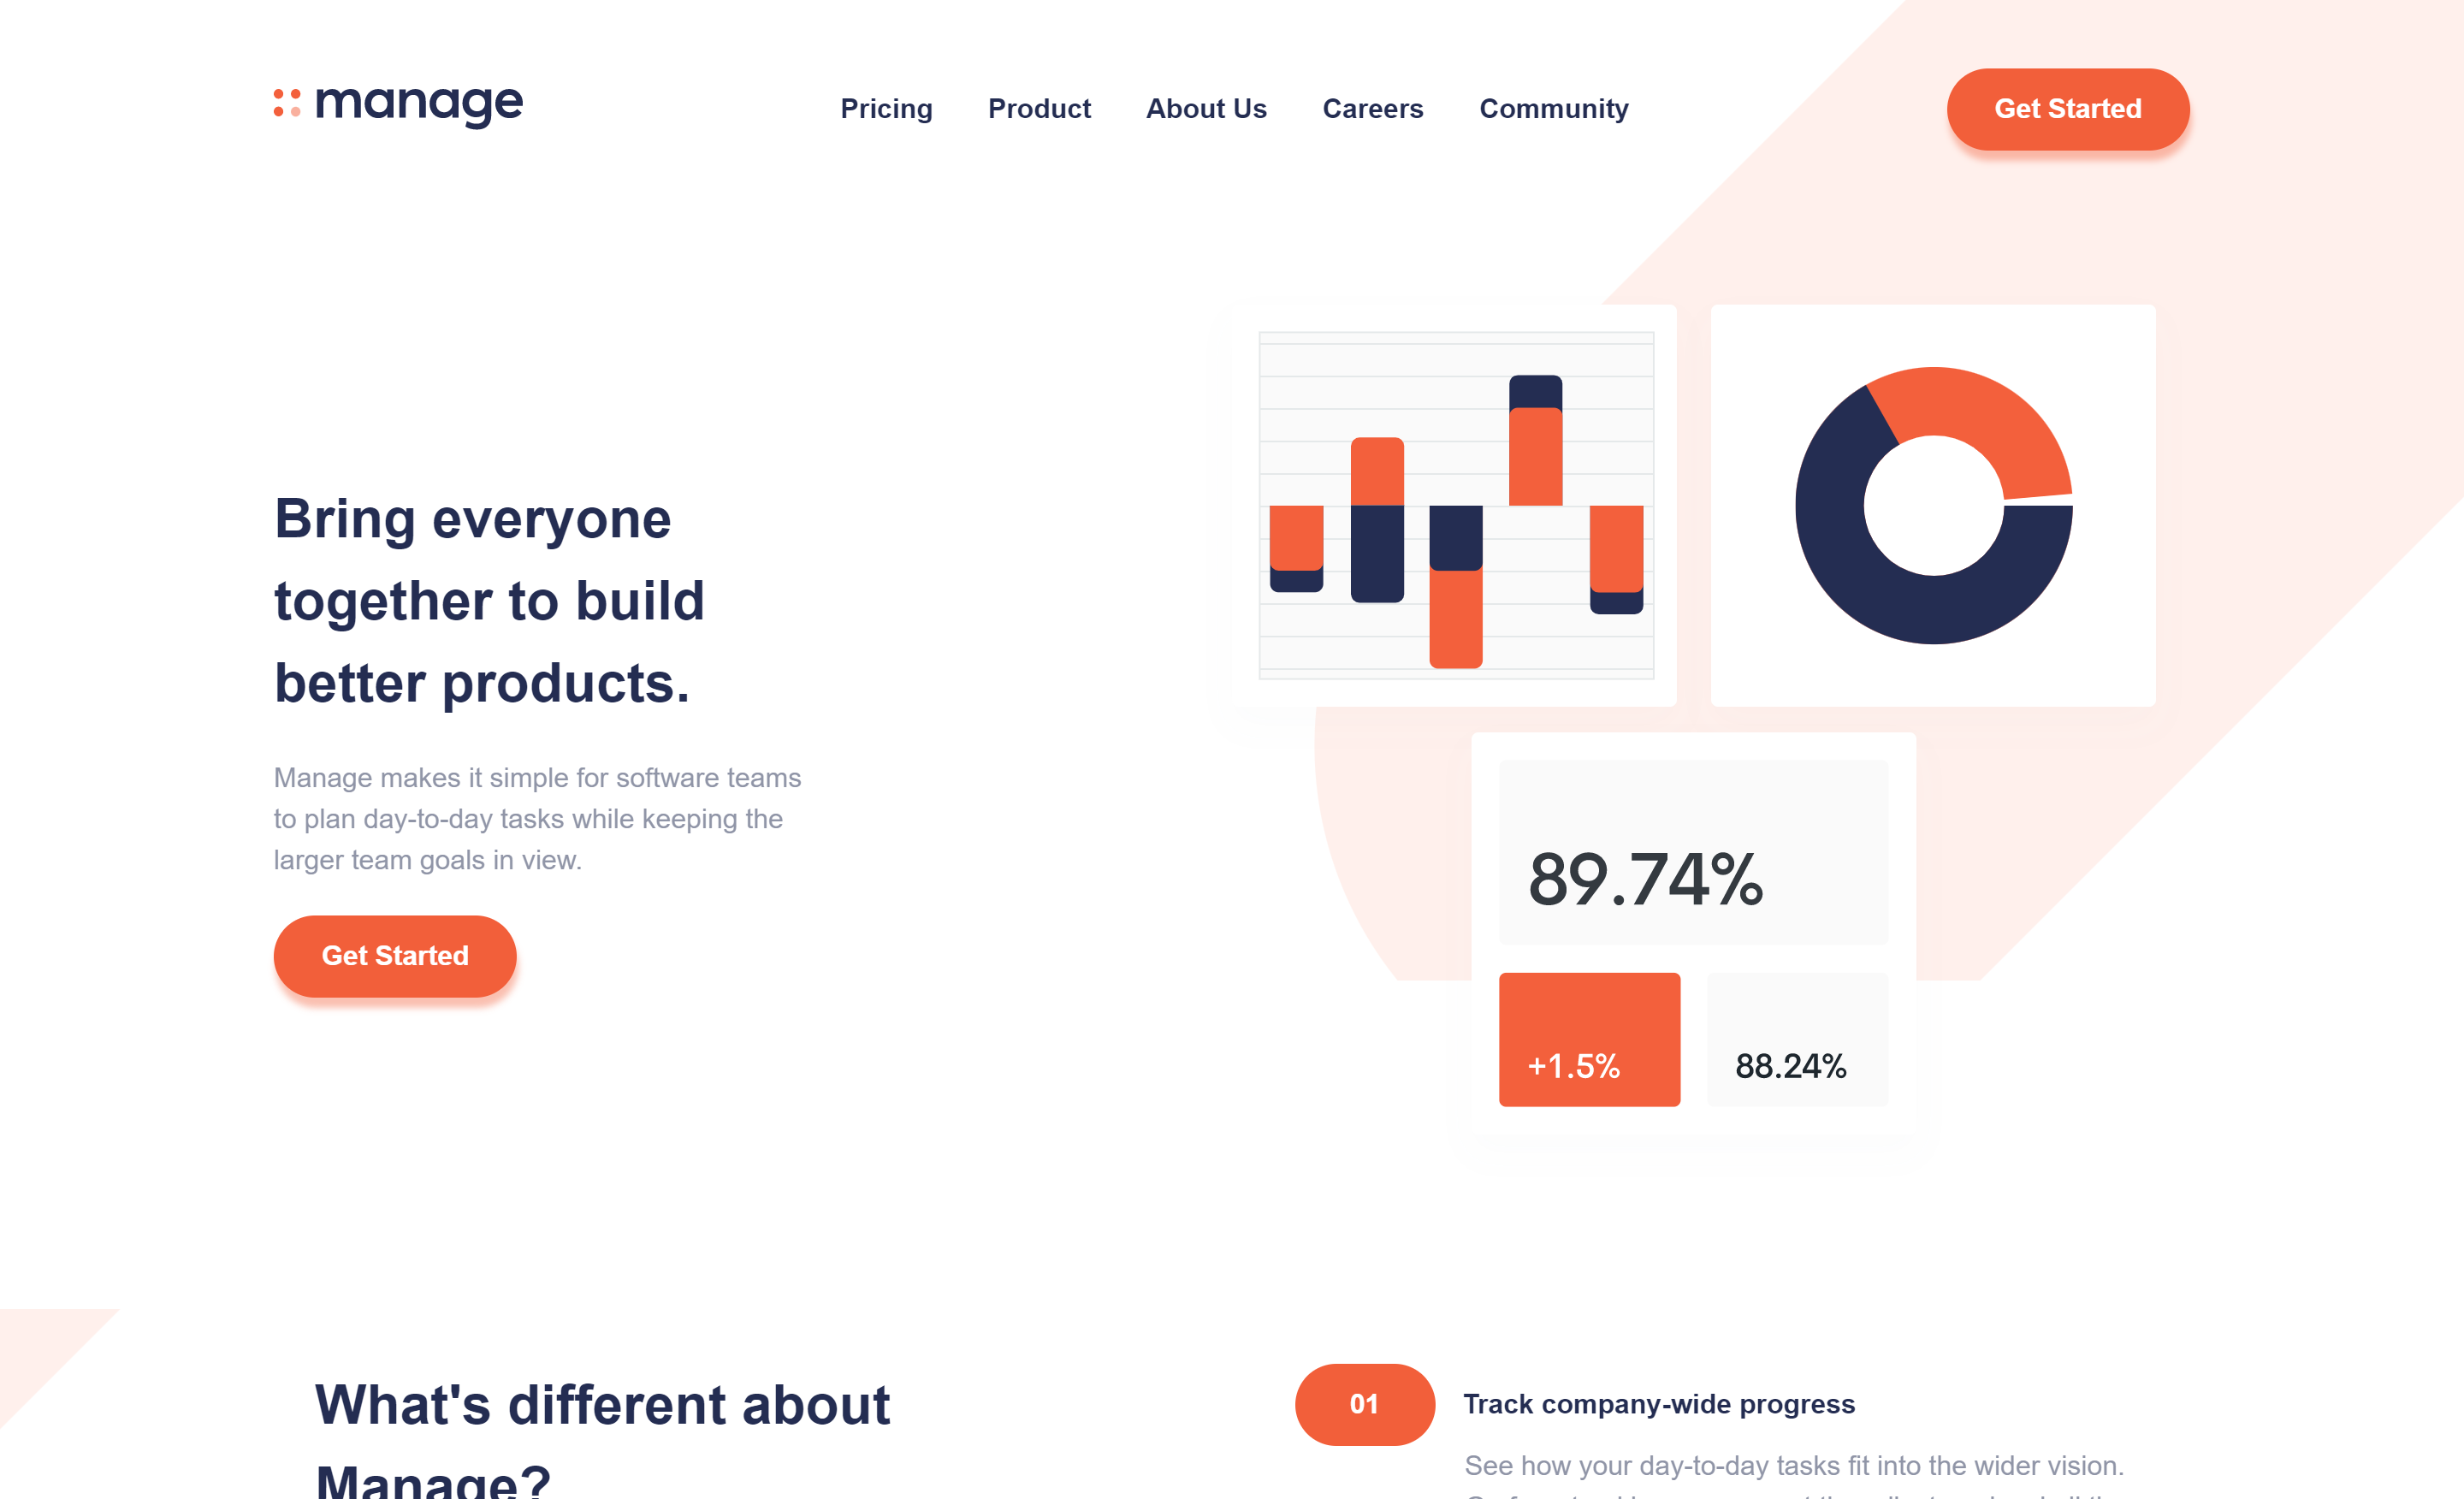 manage
Pricing Product About Us Careers Community
Get Started
Bring everyone
together to build
better products.
Manage makes it simple for software teams
to plan day-to-day tasks while keeping the
larger team goals in view.
Get Started
89.74%
+1.5% 88.24%
What's different about
Manage?
01 Track company-wide progress
See how your day-to-day tasks fit into the wider vision.